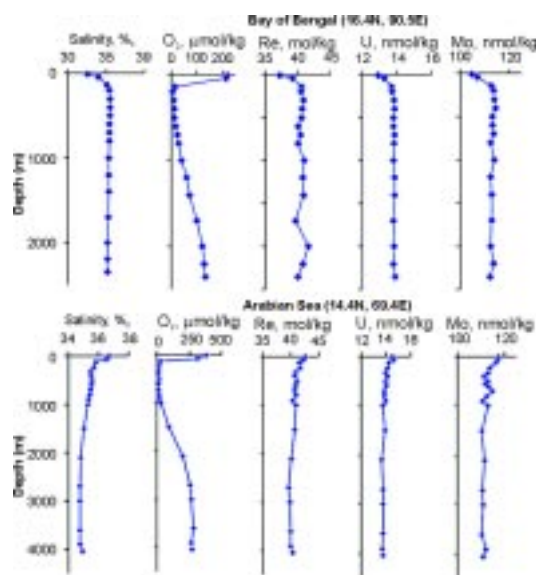 Bay of Bengal (16.4N, 90.5E)
Salinity, %, O2, µmol/kg Re, mol/kg U, nmol/kg Mo, nmol/kg
30 35 39 0 100 200 35 40 45 12 14 16 100 120
0
1000
2000
Depth (m)
Arabian Sea (14.4N, 69.4E)
Salinity, %, O2, µmol/kg Re, mol/kg U, nmol/kg Mo, nmol/kg
34 36 38 0 250 500 35 40 45 12 14 16 100 120
0
1000
2000
3000
4000
Depth (m)